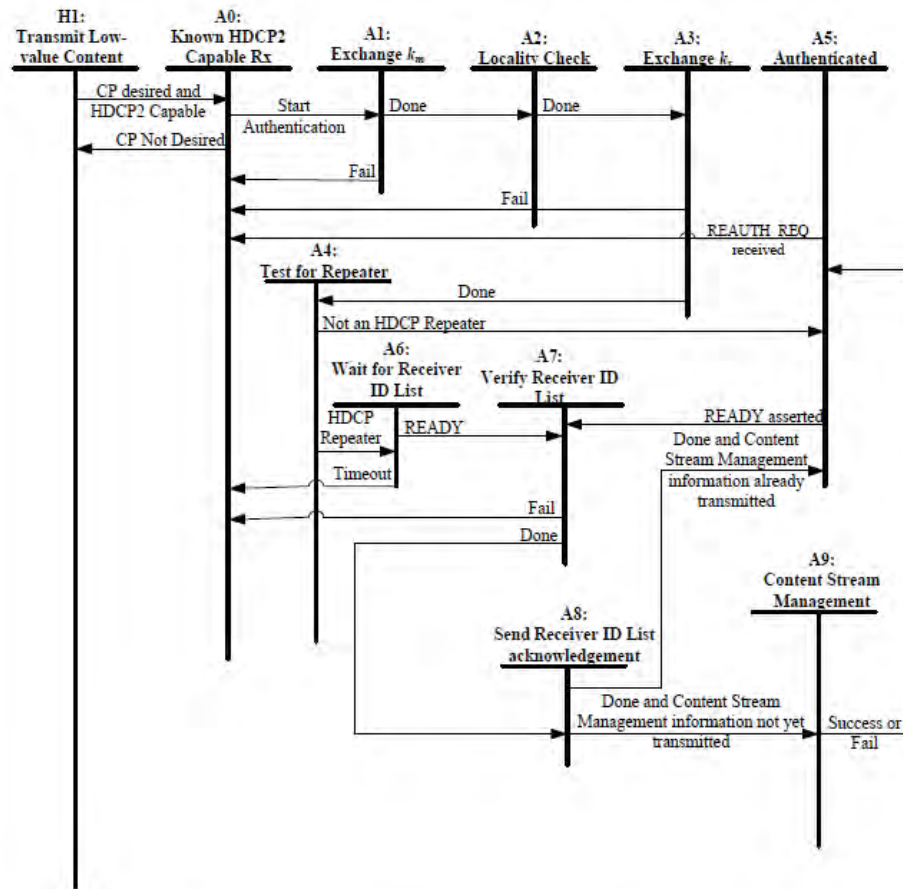 H1:
Transmit Low-
value Content
A0:
Known HDCP2
Capable Rx
A1:
Exchange km
A2:
Locality Check
A3:
Exchange ks
A5:
Authenticated
CP desired and
HDCP2 Capable
Start
Authentication
Done
Done
CP Not Desired
Fail
Fail
REAUTH_REQ
received
A4:
Test for Repeater
Done
Not an HDCP Repeater
A6:
Wait for Receiver
ID List
A7:
Verify Receiver ID
List
HDCP
Repeater
READY
READY asserted
Done and Content
Stream Management
information already
transmitted
Timeout
Fail
Done
A9:
Content Stream
Management
A8:
Send Receiver ID List
acknowledgement
Done and Content Stream
Management information not yet
transmitted
Success or
Fail